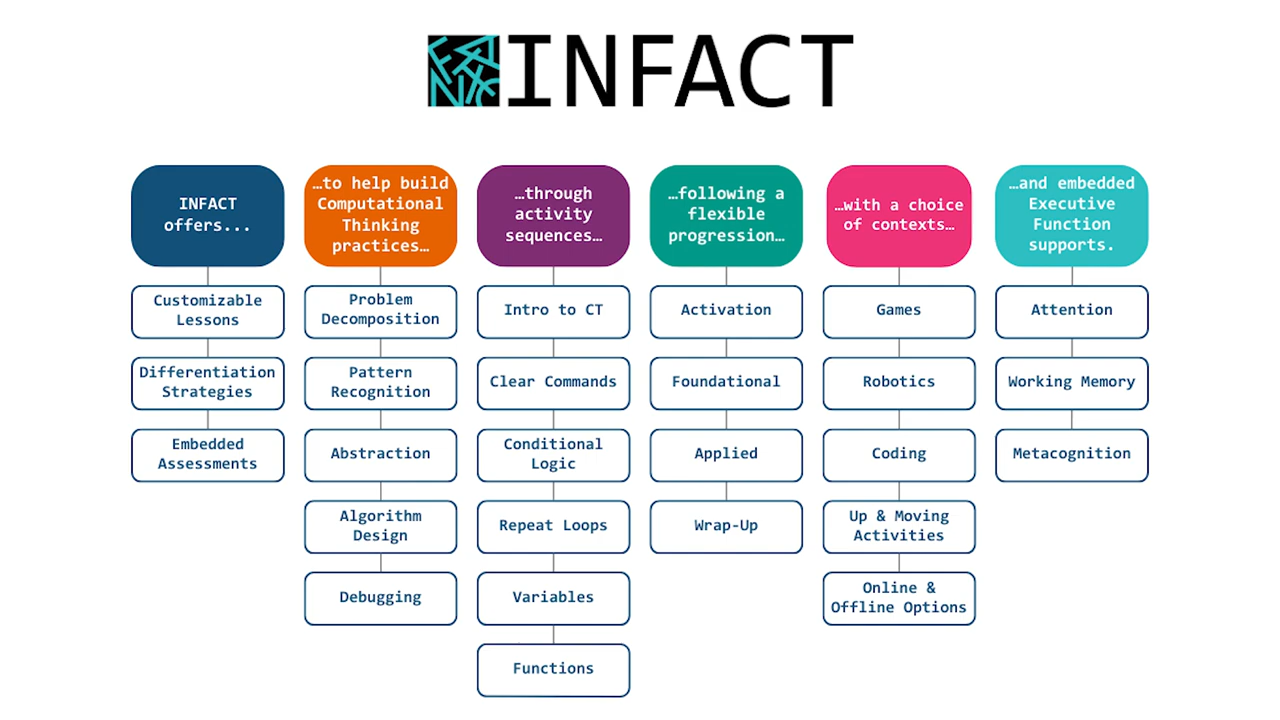 INFACT
INFACT
offers...
Customizable
Lessons
Differentiation
Strategies
Embedded
Assessments
…to help build
Computational
Thinking
practices…
Problem
Decomposition
Pattern
Recognition
Abstraction
Algorithm
Design
Debugging
…through
activity
sequences…
Intro to CT
Clear Commands
Conditional
Logic
Repeat Loops
Variables
Functions
…following a
flexible
progression…
Activation
Foundational
Applied
Wrap-Up
…with a choice
of contexts…
Games
Robotics
Coding
Up & Moving
Activities
Online &
Offline Options
…and embedded
Executive
Function
supports.
Attention
Working Memory
Metacognition